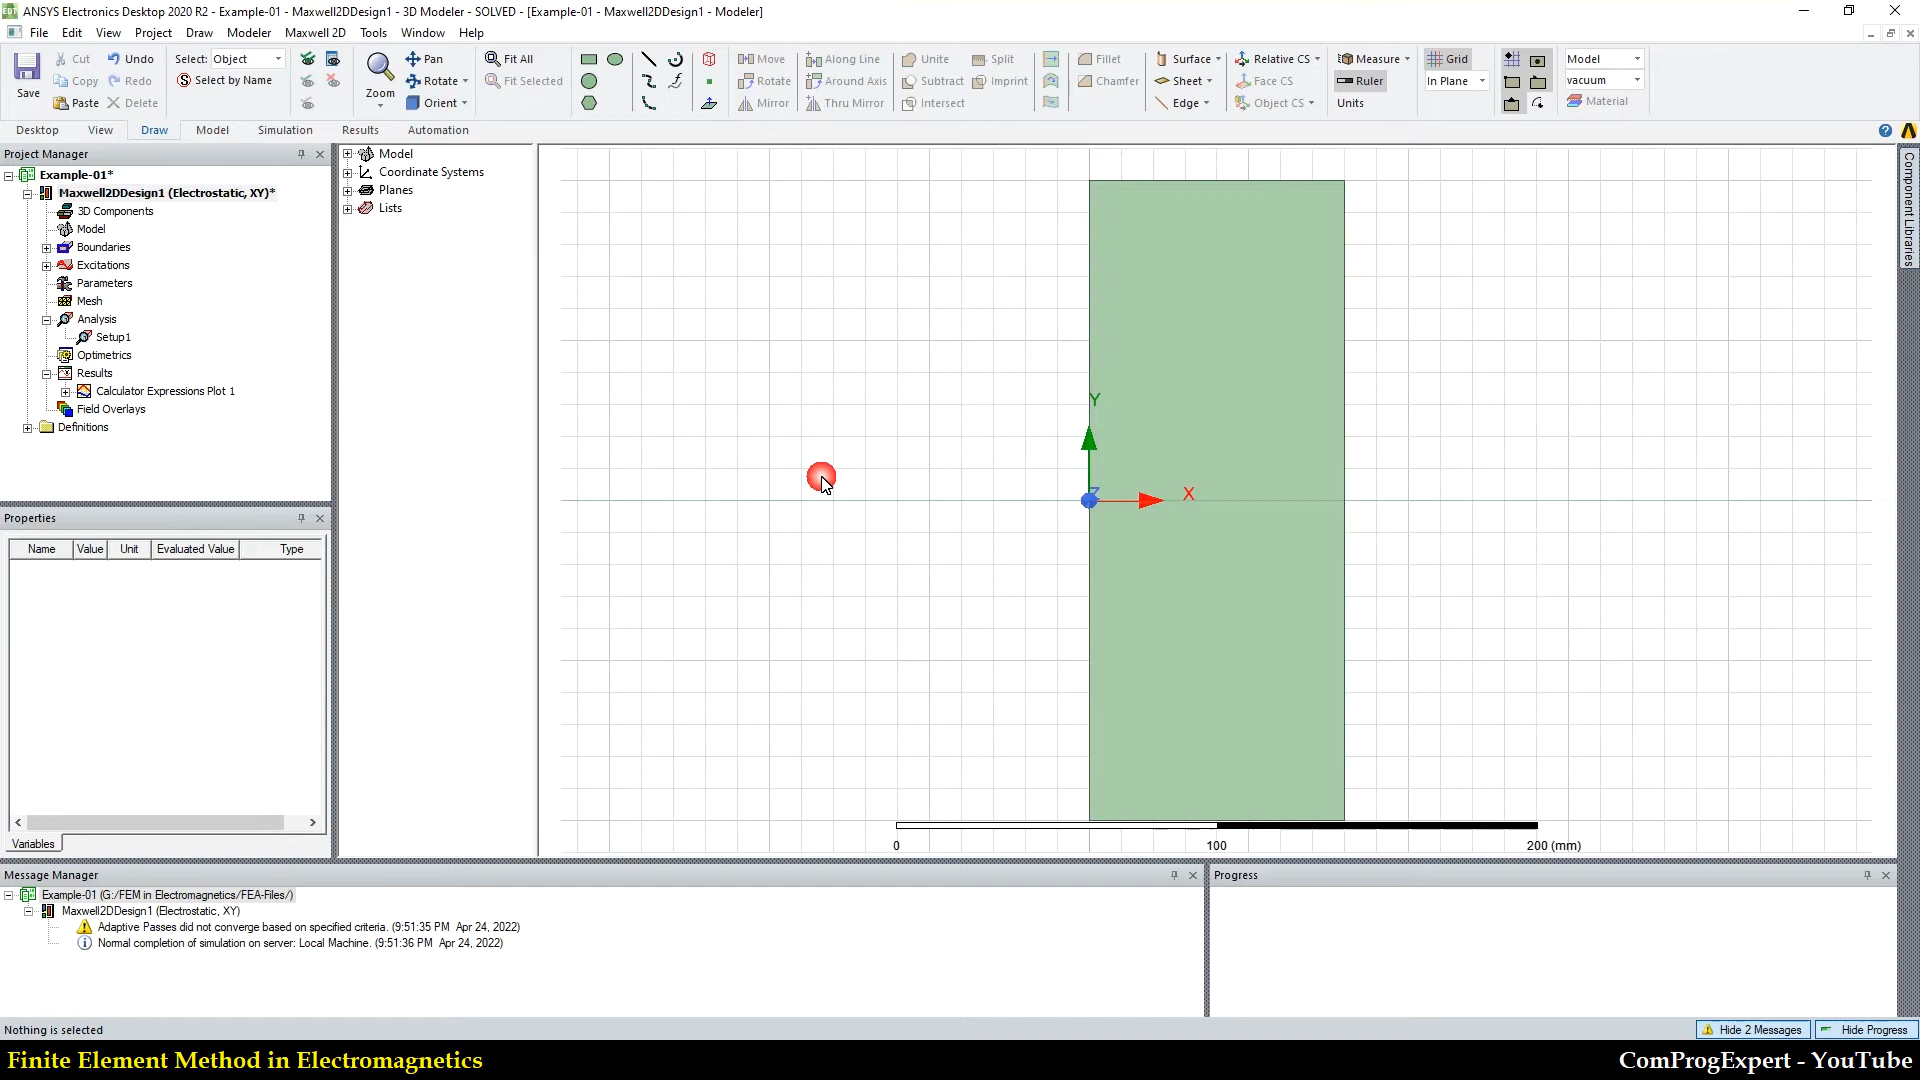 ANSYS Electronics Desktop 2020 R2 - Example-01 - Maxwell2DDesign1 - 3D Modeler - SOLVED - [Example-01 - Maxwell2DDesign1 - Modeler]
File Edit View Project Draw Modeler Maxwell 2D Tools Window Help
Save
Cut Undo
Copy Redo
Paste Delete
Select: Object
Select by Name
Zoom
Pan
Rotate
Orient
Fit All
Fit Selected
Move Along Line
Rotate Around Axis
Mirror Thru Mirror
Unite Split
Subtract Imprint
Intersect
Fillet
Chamfer
Surface
Sheet
Edge
Relative CS
Face CS
Object CS
Measure
Ruler
Units
Grid
In Plane
Model
vacuum
Material
Desktop View Draw Model Simulation Results Automation
Project Manager
Example-01*
Maxwell2DDesign1 (Electrostatic, XY)*
3D Components
Model
Boundaries
Excitations
Parameters
Mesh
Analysis
Setup1
Optimetrics
Results
Calculator Expressions Plot 1
Field Overlays
Definitions
Model
Coordinate Systems
Planes
Lists
Y
Z
X
0 100 200 (mm)
Component Libraries
Properties
Name Value Unit Evaluated Value Type
Variables
Message Manager
Example-01 (G:/FEM in Electromagnetics/FEA-Files/)
Maxwell2DDesign1 (Electrostatic, XY)
Adaptive Passes did not converge based on specified criteria. (9:51:35 PM Apr 24, 2022)
Normal completion of simulation on server: Local Machine. (9:51:36 PM Apr 24, 2022)
Progress
Nothing is selected
Hide 2 Messages Hide Progress
Finite Element Method in Electromagnetics
ComProgExpert - YouTube